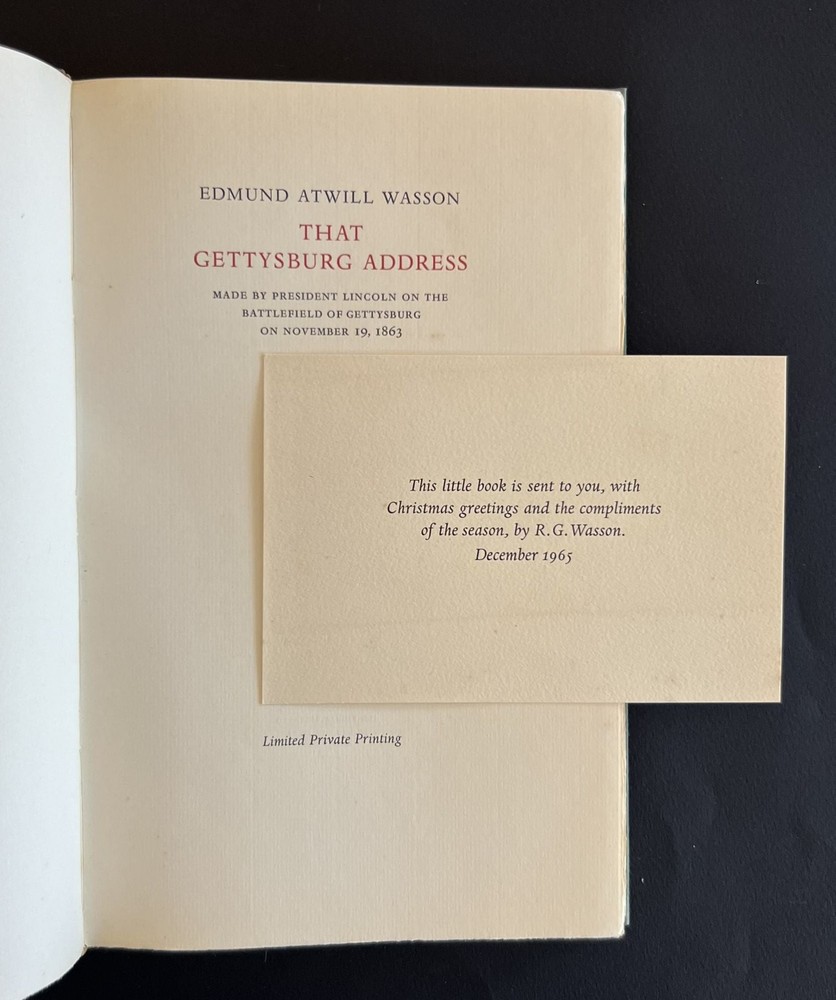 EDMUND ATWILL WASSON
THAT
GETTYSBURG ADDRESS
MADE BY PRESIDENT LINCOLN ON THE
BATTLEFIELD OF GETTYSBURG
ON NOVEMBER 19, 1863
This little book is sent to you, with
Christmas greetings and the compliments
of the season, by R.G. Wasson.
December 1965
Limited Private Printing